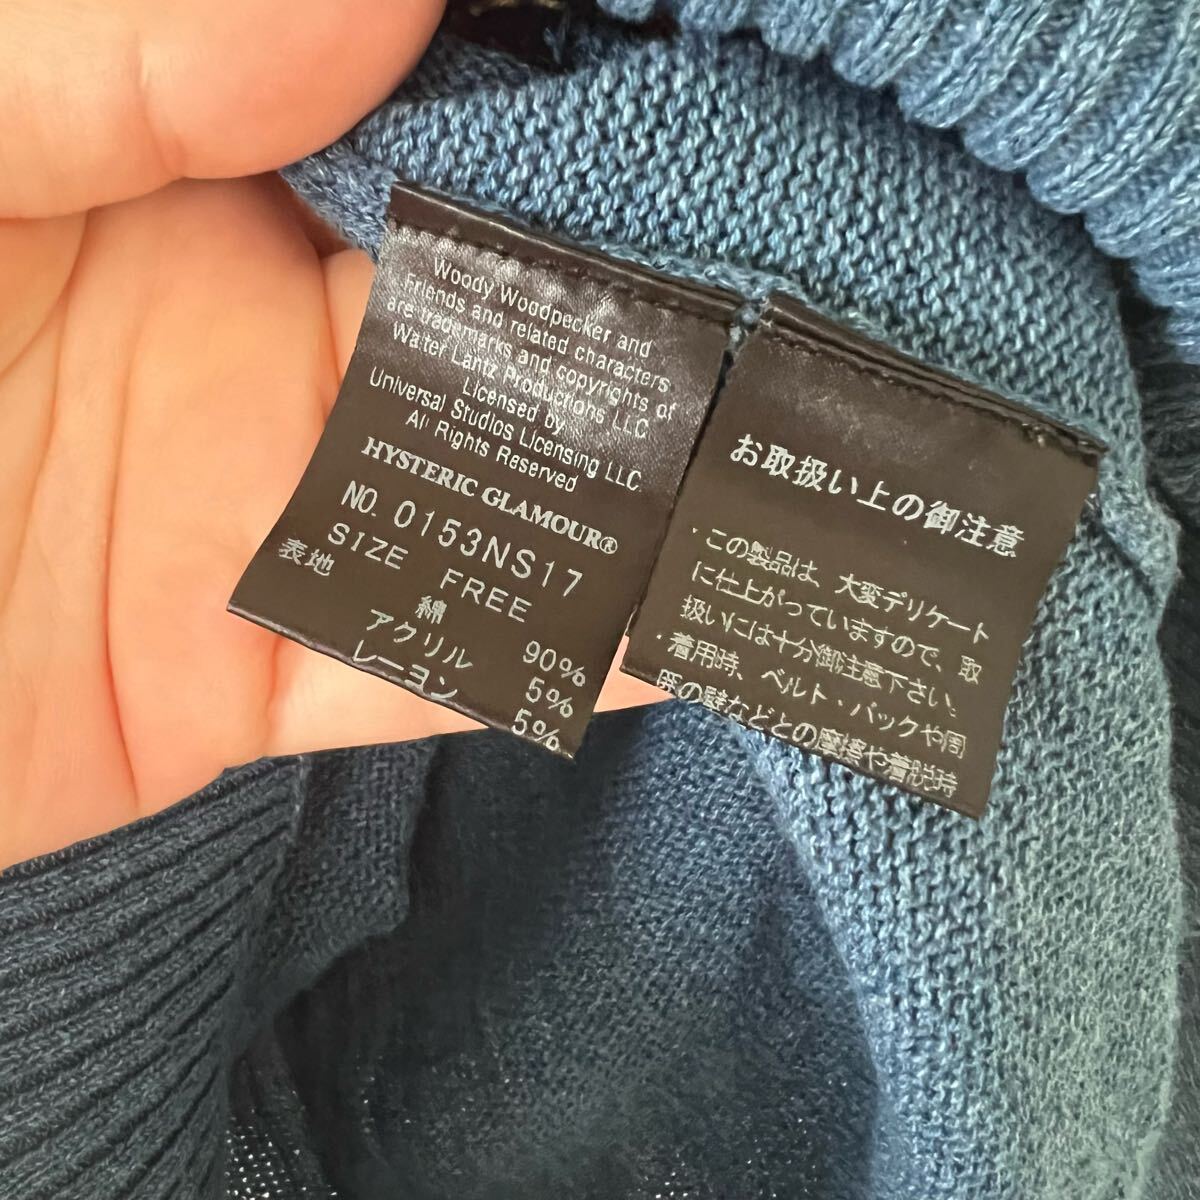 Woody Woodpecker and
Friends and related characters
are trademarks and copyrights of
Walter Lantz Productions LLC
Licensed by
Universal Studios Licensing LLC.
All Rights Reserved
HYSTERIC GLAMOUR®
NO. 0153NS17
SIZE FREE
表地
綿 90%
アクリル 5%
レーヨン 5%
お取扱い上の御注意
・この製品は、大変デリケート
に仕上がっていますので、取
扱いには十分御注意下さい。
・着用時、ベルト・バックや周
囲の壁などとの摩擦や着脱時